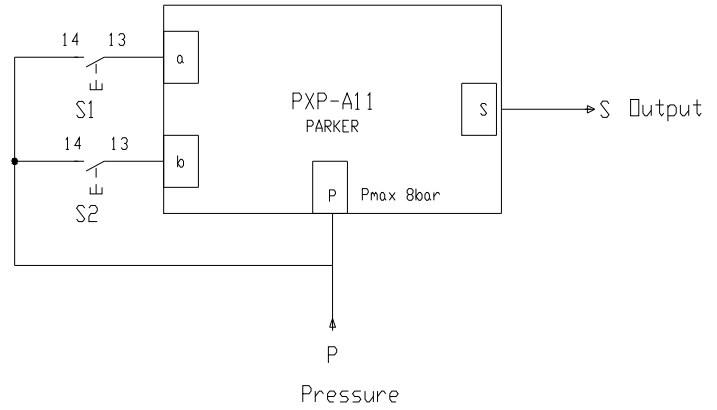 14 13
a
S1
PXP-A11
PARKER
S
S Output
14 13
b
S2
P
Pmax 8bar
P
Pressure